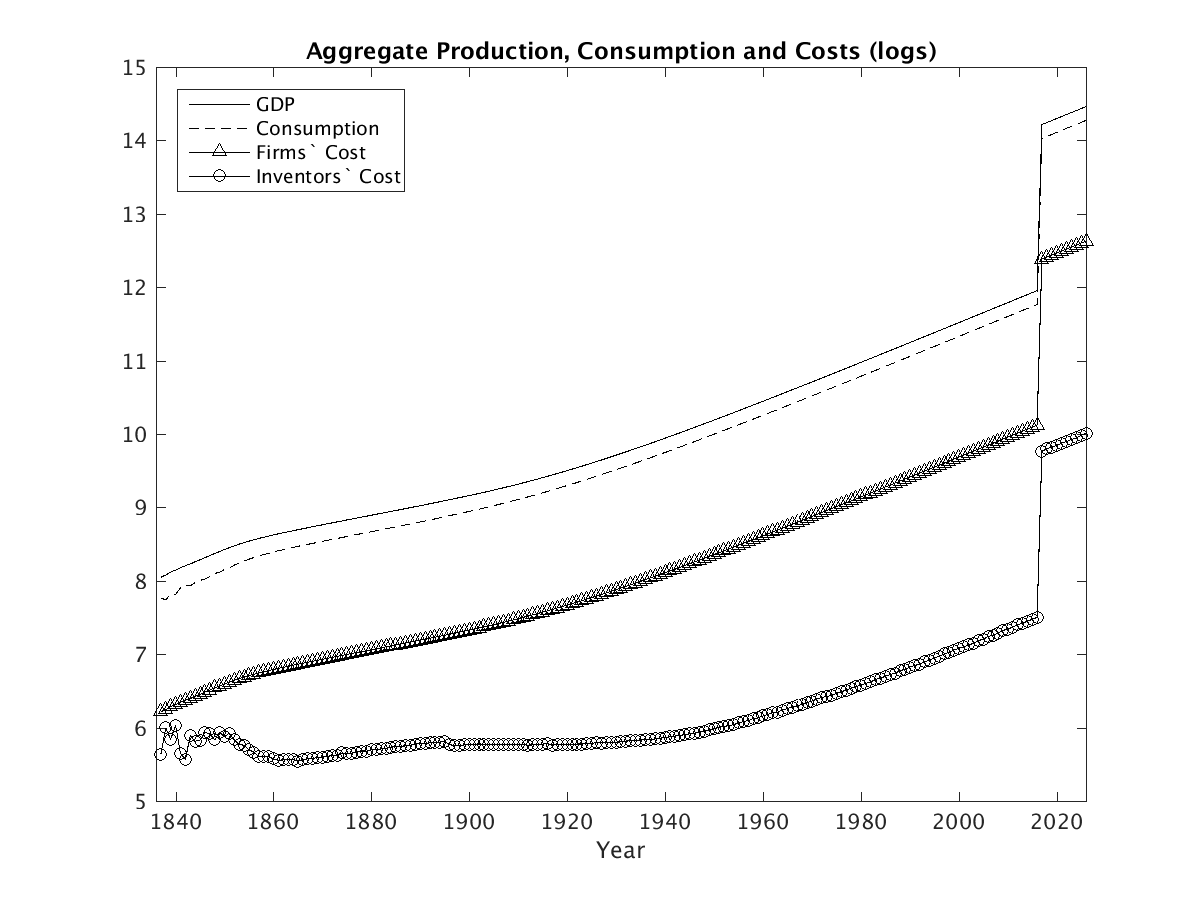 Aggregate Production, Consumption and Costs (logs)
15
14
13
12
11
10
9
8
7
6
5
GDP
Consumption
Firms` Cost
Inventors` Cost
1840 1860 1880 1900 1920 1940 1960 1980 2000 2020
Year